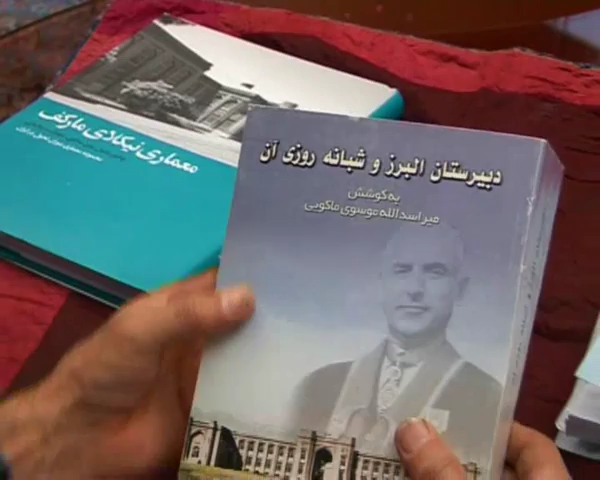 دبیرستان البرز و شبانه روزی آن
به کوشش
میر اسدالله موسوی ماکویی
معماری نیکلای مارکف